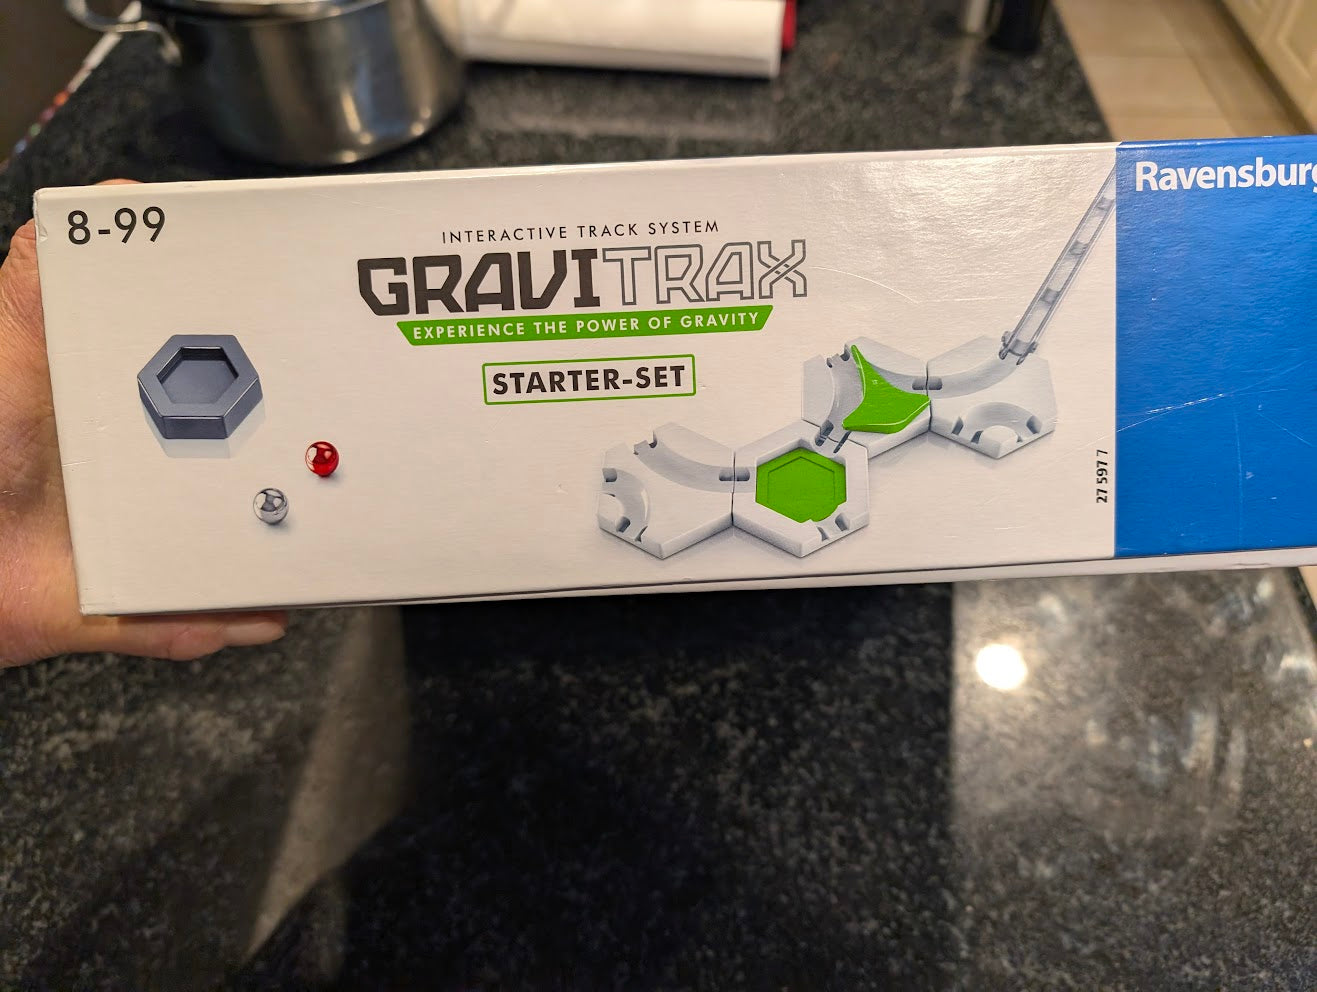 8-99
INTERACTIVE TRACK SYSTEM
GRAVITRAX
EXPERIENCE THE POWER OF GRAVITY
STARTER-SET
27 597 7
Ravensburg